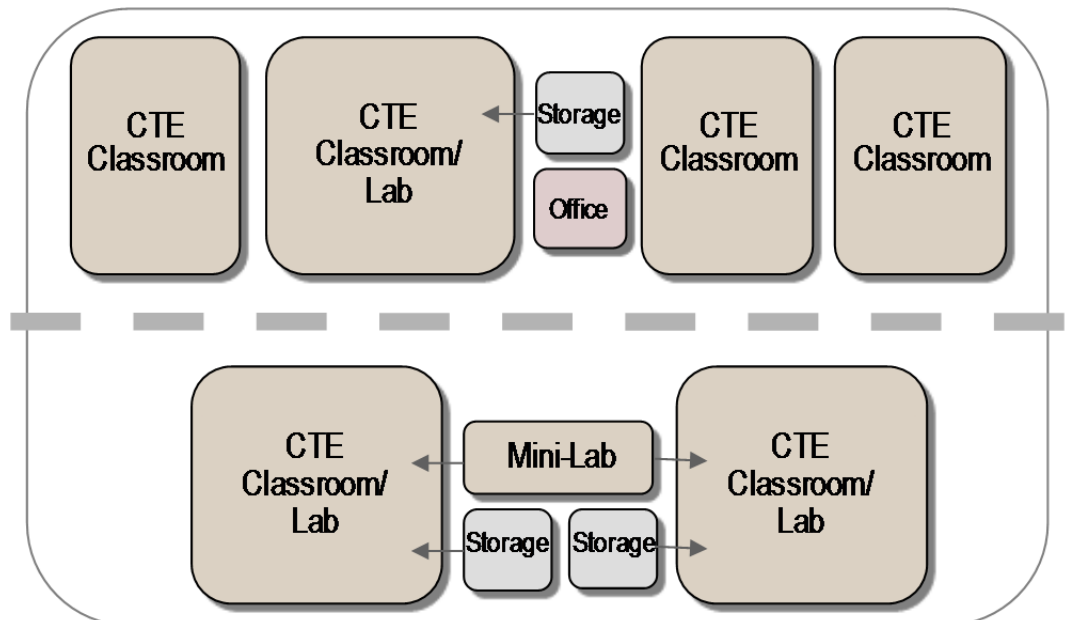 CTE
Classroom
CTE
Classroom/
Lab
Storage
Office
CTE
Classroom
CTE
Classroom
CTE
Classroom/
Lab
Mini-Lab
Storage
Storage
CTE
Classroom/
Lab